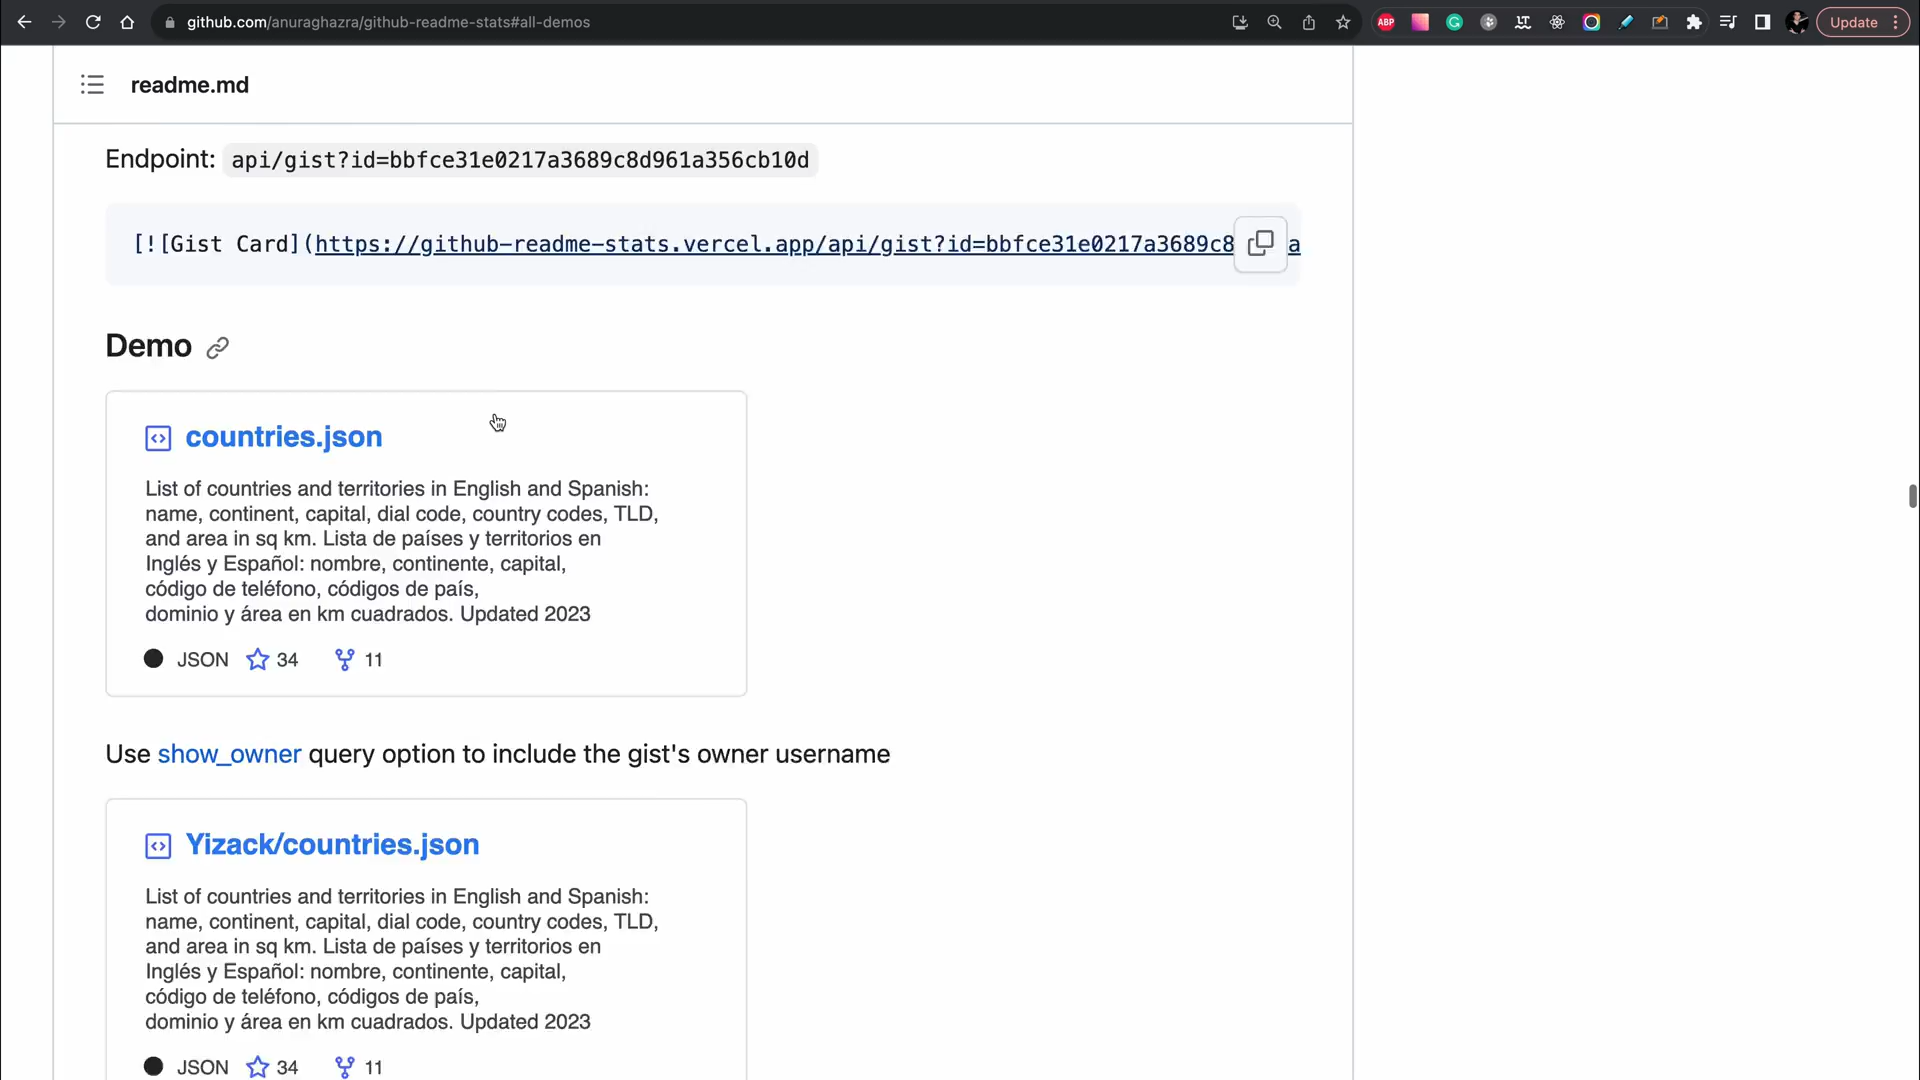 github.com/anuraghazra/github-readme-stats#all-demos
ABP
Update
readme.md
Endpoint: api/gist?id=bbfce31e0217a3689c8d961a356cb10d
[![Gist Card](https://github-readme-stats.vercel.app/api/gist?id=bbfce31e0217a3689c8 a
Demo
countries.json
List of countries and territories in English and Spanish:
name, continent, capital, dial code, country codes, TLD,
and area in sq km. Lista de países y territorios en
Inglés y Español: nombre, continente, capital,
código de teléfono, códigos de país,
dominio y área en km cuadrados. Updated 2023
JSON 34 11
Use show_owner query option to include the gist's owner username
Yizack/countries.json
List of countries and territories in English and Spanish:
name, continent, capital, dial code, country codes, TLD,
and area in sq km. Lista de países y territorios en
Inglés y Español: nombre, continente, capital,
código de teléfono, códigos de país,
dominio y área en km cuadrados. Updated 2023
JSON 34 11